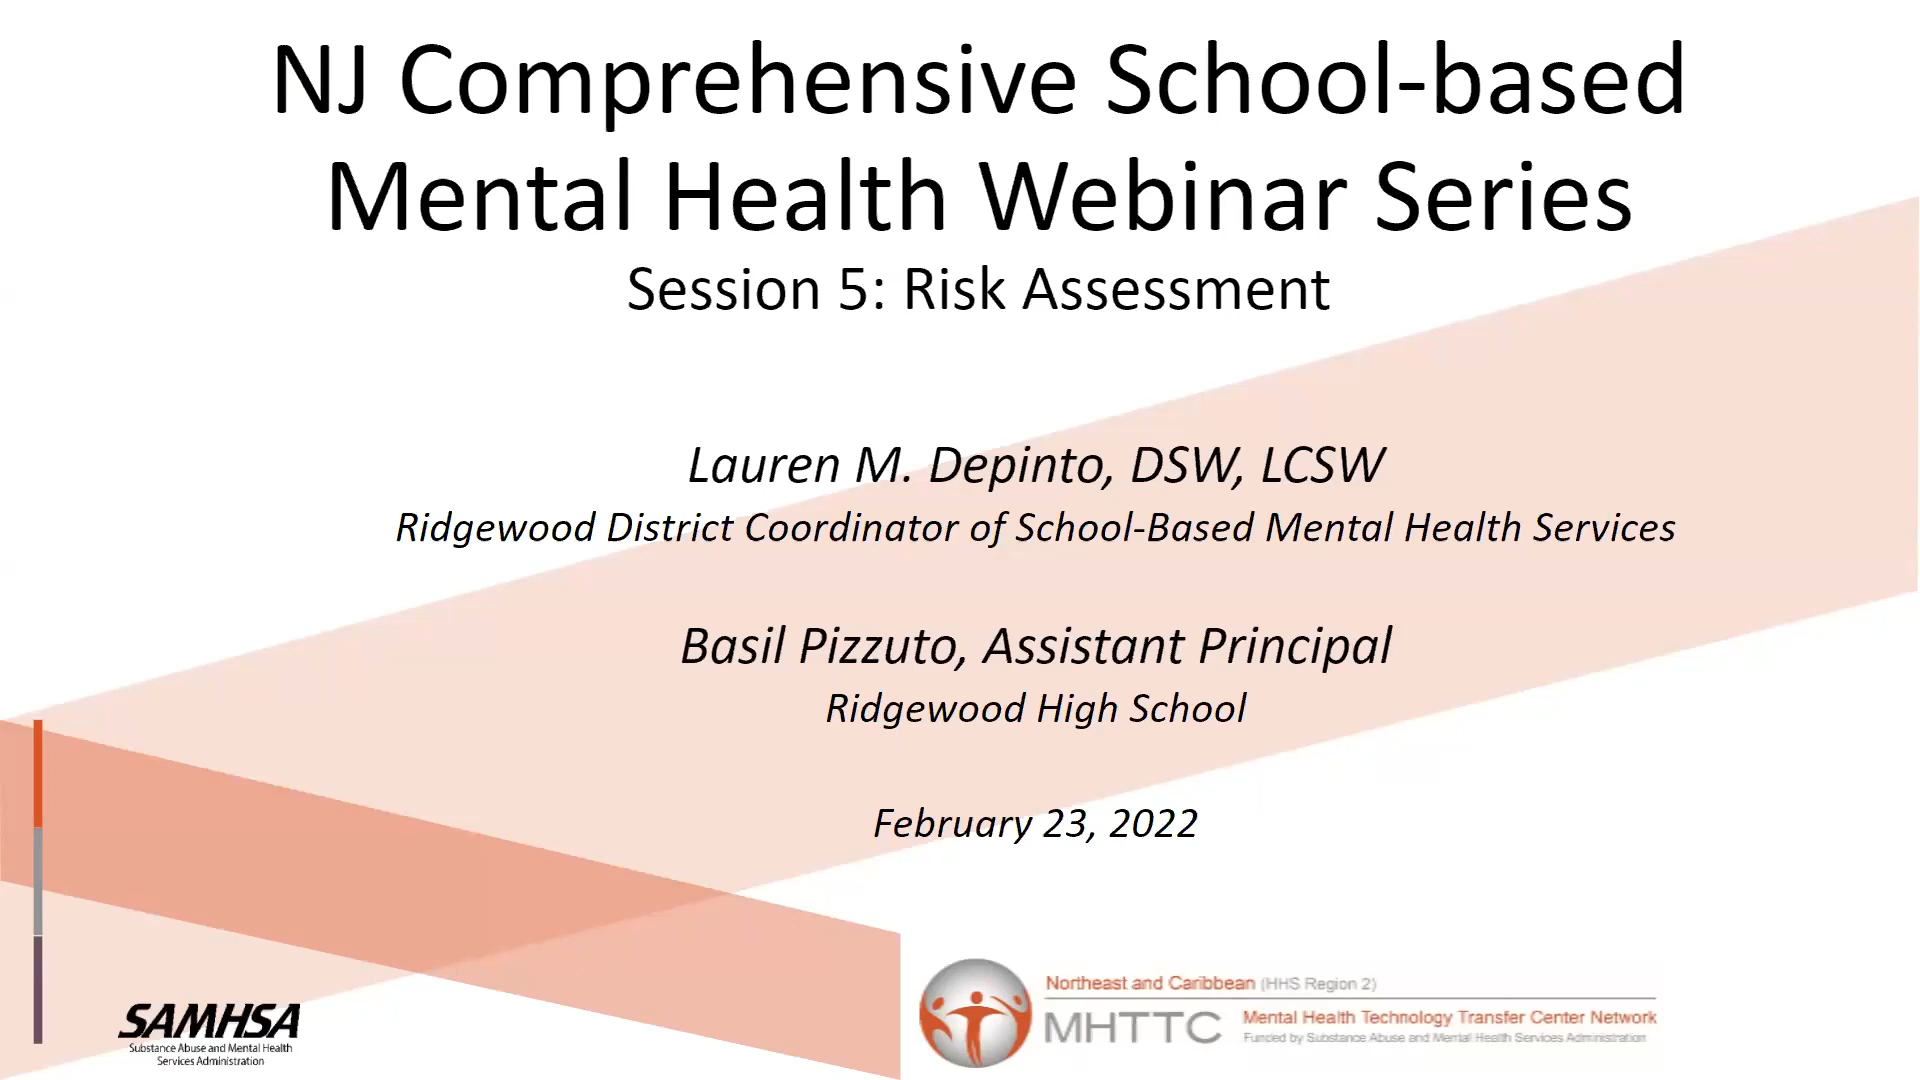 NJ Comprehensive School-based
Mental Health Webinar Series
Session 5: Risk Assessment
Lauren M. Depinto, DSW, LCSW
Ridgewood District Coordinator of School-Based Mental Health Services
Basil Pizzuto, Assistant Principal
Ridgewood High School
February 23, 2022
SAMHSA
Substance Abuse and Mental Health
Services Administration
Northeast and Caribbean (HHS Region 2)
MHTTC
Mental Health Technology Transfer Center Network
Funded by Substance Abuse and Mental Health Services Administration